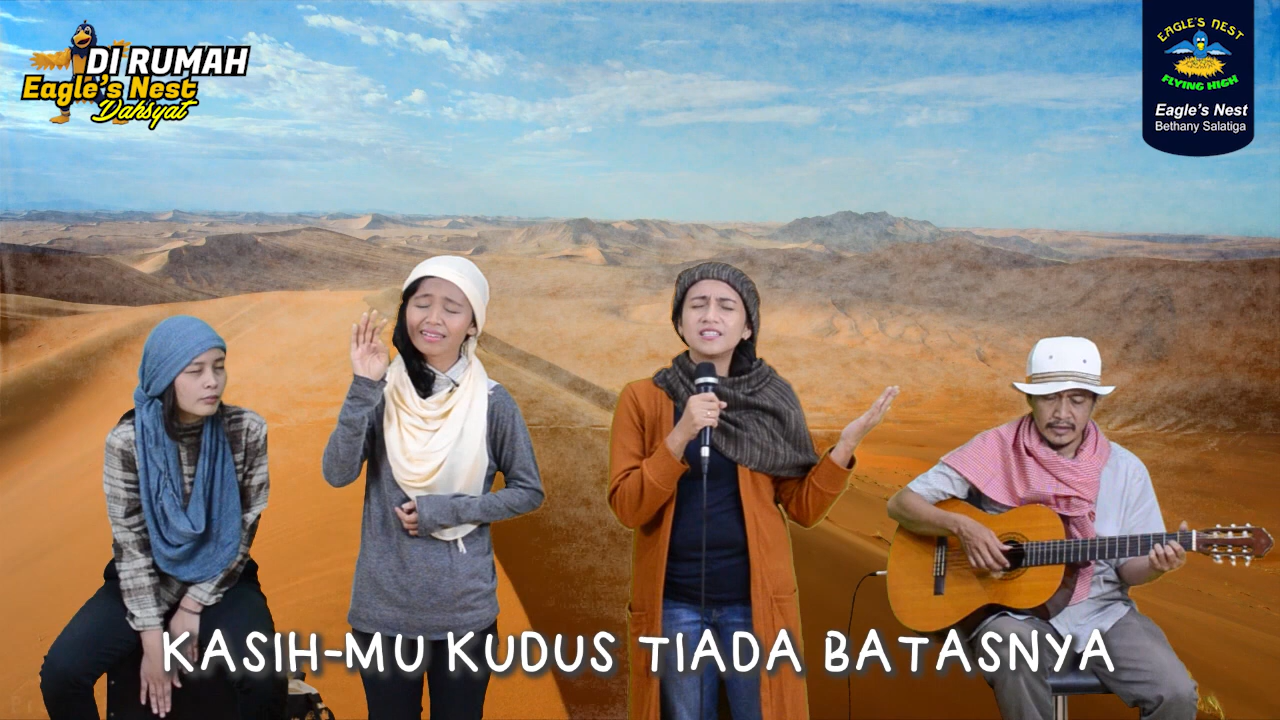 DI RUMAH
Eagle's Nest
Dahsyat
EAGLE'S NEST
FLYING HIGH
Eagle's Nest
Bethany Salatiga
KASIH-MU KUDUS TIADA BATASNYA